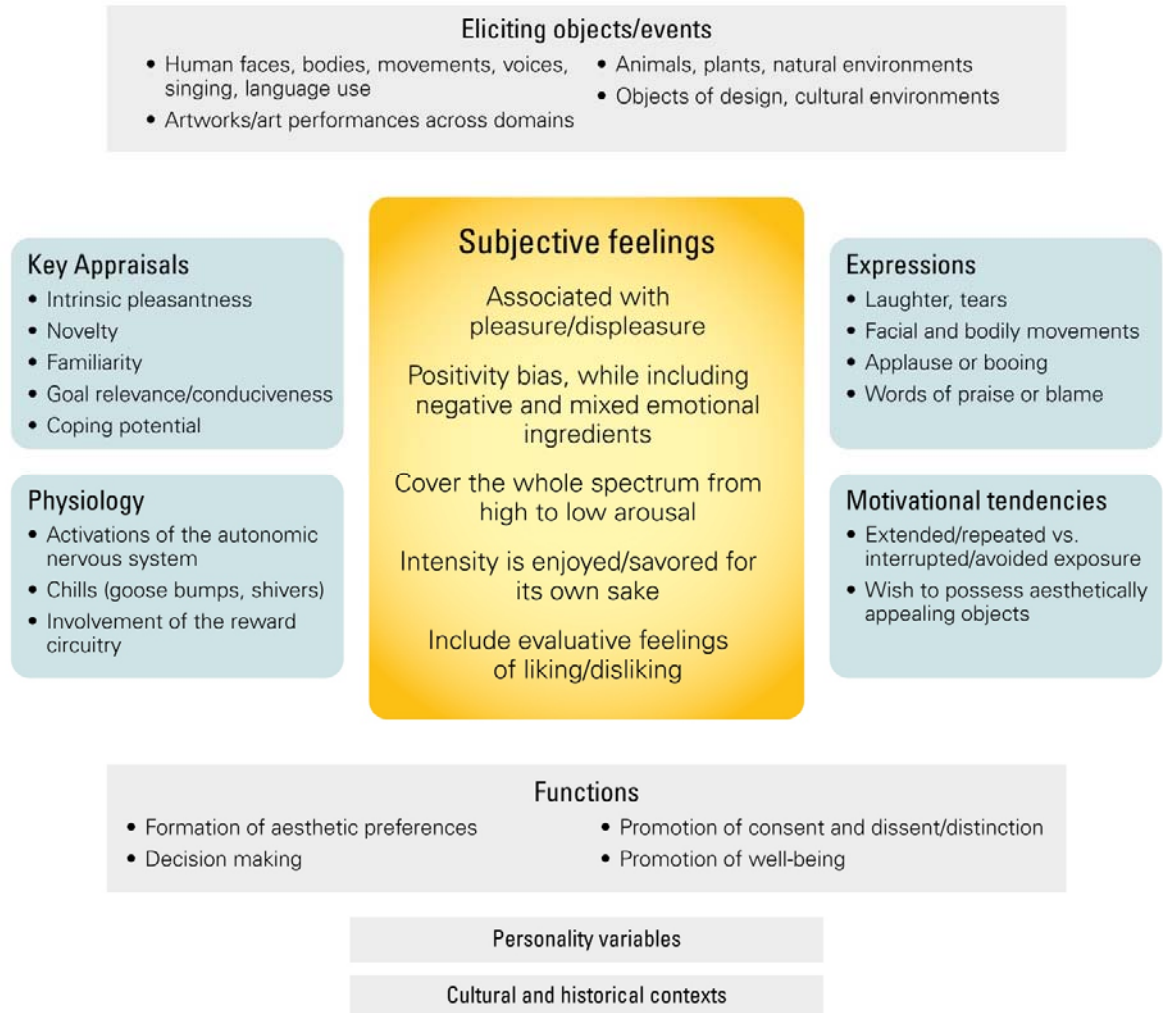 Eliciting objects/events
• Human faces, bodies, movements, voices,
singing, language use
• Artworks/art performances across domains
• Animals, plants, natural environments
• Objects of design, cultural environments
Key Appraisals
• Intrinsic pleasantness
• Novelty
• Familiarity
• Goal relevance/conduciveness
• Coping potential
Physiology
• Activations of the autonomic
nervous system
• Chills (goose bumps, shivers)
• Involvement of the reward
circuitry
Subjective feelings
Associated with
pleasure/displeasure
Positivity bias, while including
negative and mixed emotional
ingredients
Cover the whole spectrum from
high to low arousal
Intensity is enjoyed/savored for
its own sake
Include evaluative feelings
of liking/disliking
Expressions
• Laughter, tears
• Facial and bodily movements
• Applause or booing
• Words of praise or blame
Motivational tendencies
• Extended/repeated vs.
interrupted/avoided exposure
• Wish to possess aesthetically
appealing objects
Functions
• Formation of aesthetic preferences
• Decision making
• Promotion of consent and dissent/distinction
• Promotion of well-being
Personality variables
Cultural and historical contexts